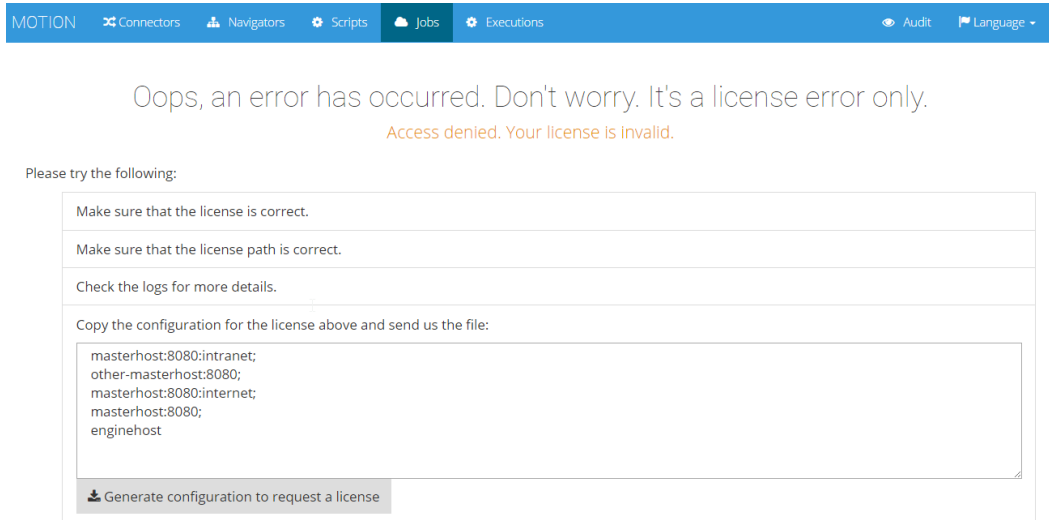 MOTION Connectors Navigators Scripts Jobs Executions Audit Language
Oops, an error has occurred. Don't worry. It's a license error only.
Access denied. Your license is invalid.
Please try the following:
Make sure that the license is correct.
Make sure that the license path is correct.
Check the logs for more details.
Copy the configuration for the license above and send us the file:
masterhost:8080:intranet;
other-masterhost:8080;
masterhost:8080:internet;
masterhost:8080;
enginehost
Generate configuration to request a license